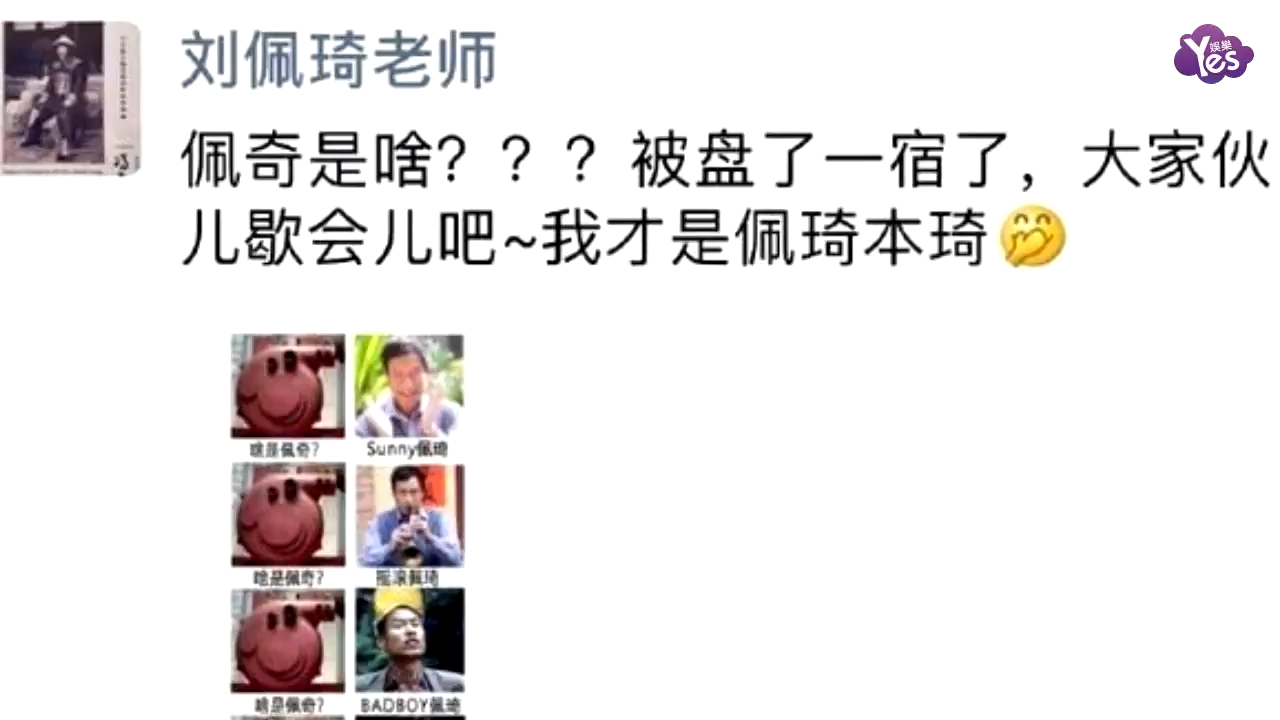 刘佩琦老师
Yes
娱樂
佩奇是啥？？？被盘了一宿了，大家伙
儿歇会儿吧~我才是佩琦本琦
啥是佩奇?
Sunny佩琦
啥是佩奇?
摇滚佩琦
啥是佩奇?
BADBOY佩琦